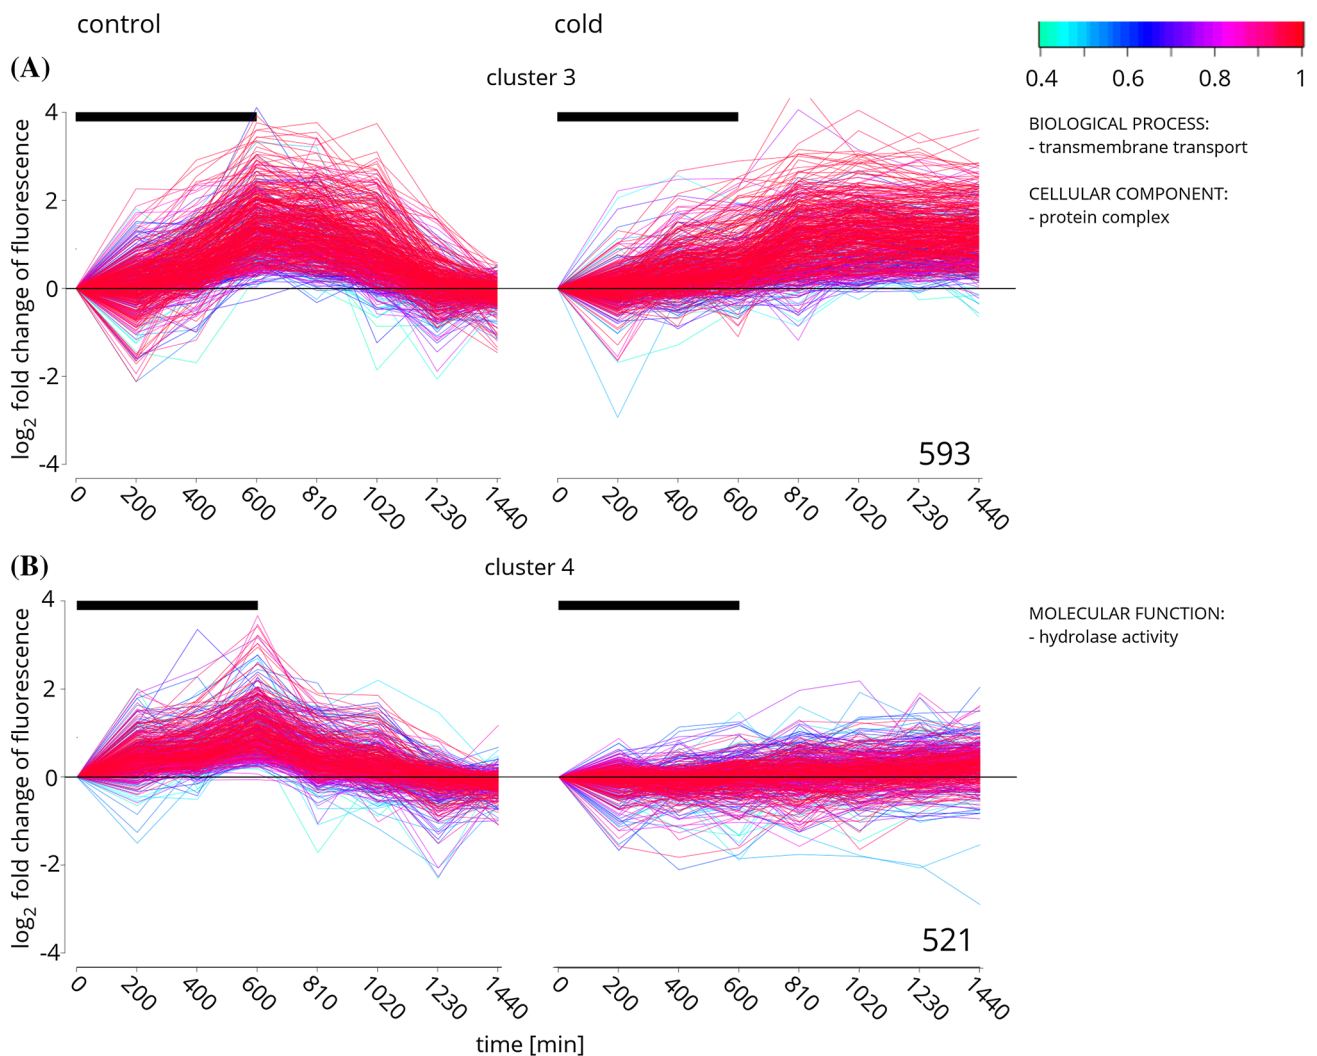 control
cold
0.4 0.6 0.8 1
(A)
cluster 3
BIOLOGICAL PROCESS:
- transmembrane transport
CELLULAR COMPONENT:
- protein complex
log2 fold change of fluorescence
4
2
0
-2
-4
593
0 200 400 600 810 1020 1230 1440
0 200 400 600 810 1020 1230 1440
(B)
cluster 4
MOLECULAR FUNCTION:
- hydrolase activity
log2 fold change of fluorescence
4
2
0
-2
-4
521
0 200 400 600 810 1020 1230 1440
0 200 400 600 810 1020 1230 1440
time [min]